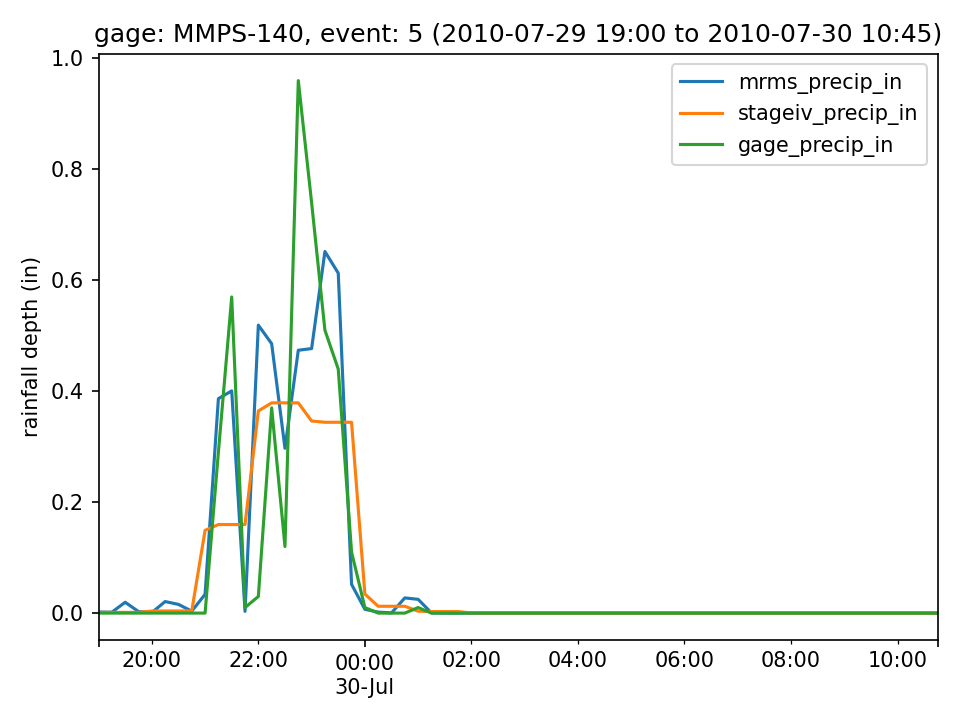 gage: MMPS-140, event: 5 (2010-07-29 19:00 to 2010-07-30 10:45)
mrms_precip_in
stageiv_precip_in
gage_precip_in
rainfall depth (in)
1.0
0.8
0.6
0.4
0.2
0.0
20:00 22:00 00:00 02:00 04:00 06:00 08:00 10:00
30-Jul